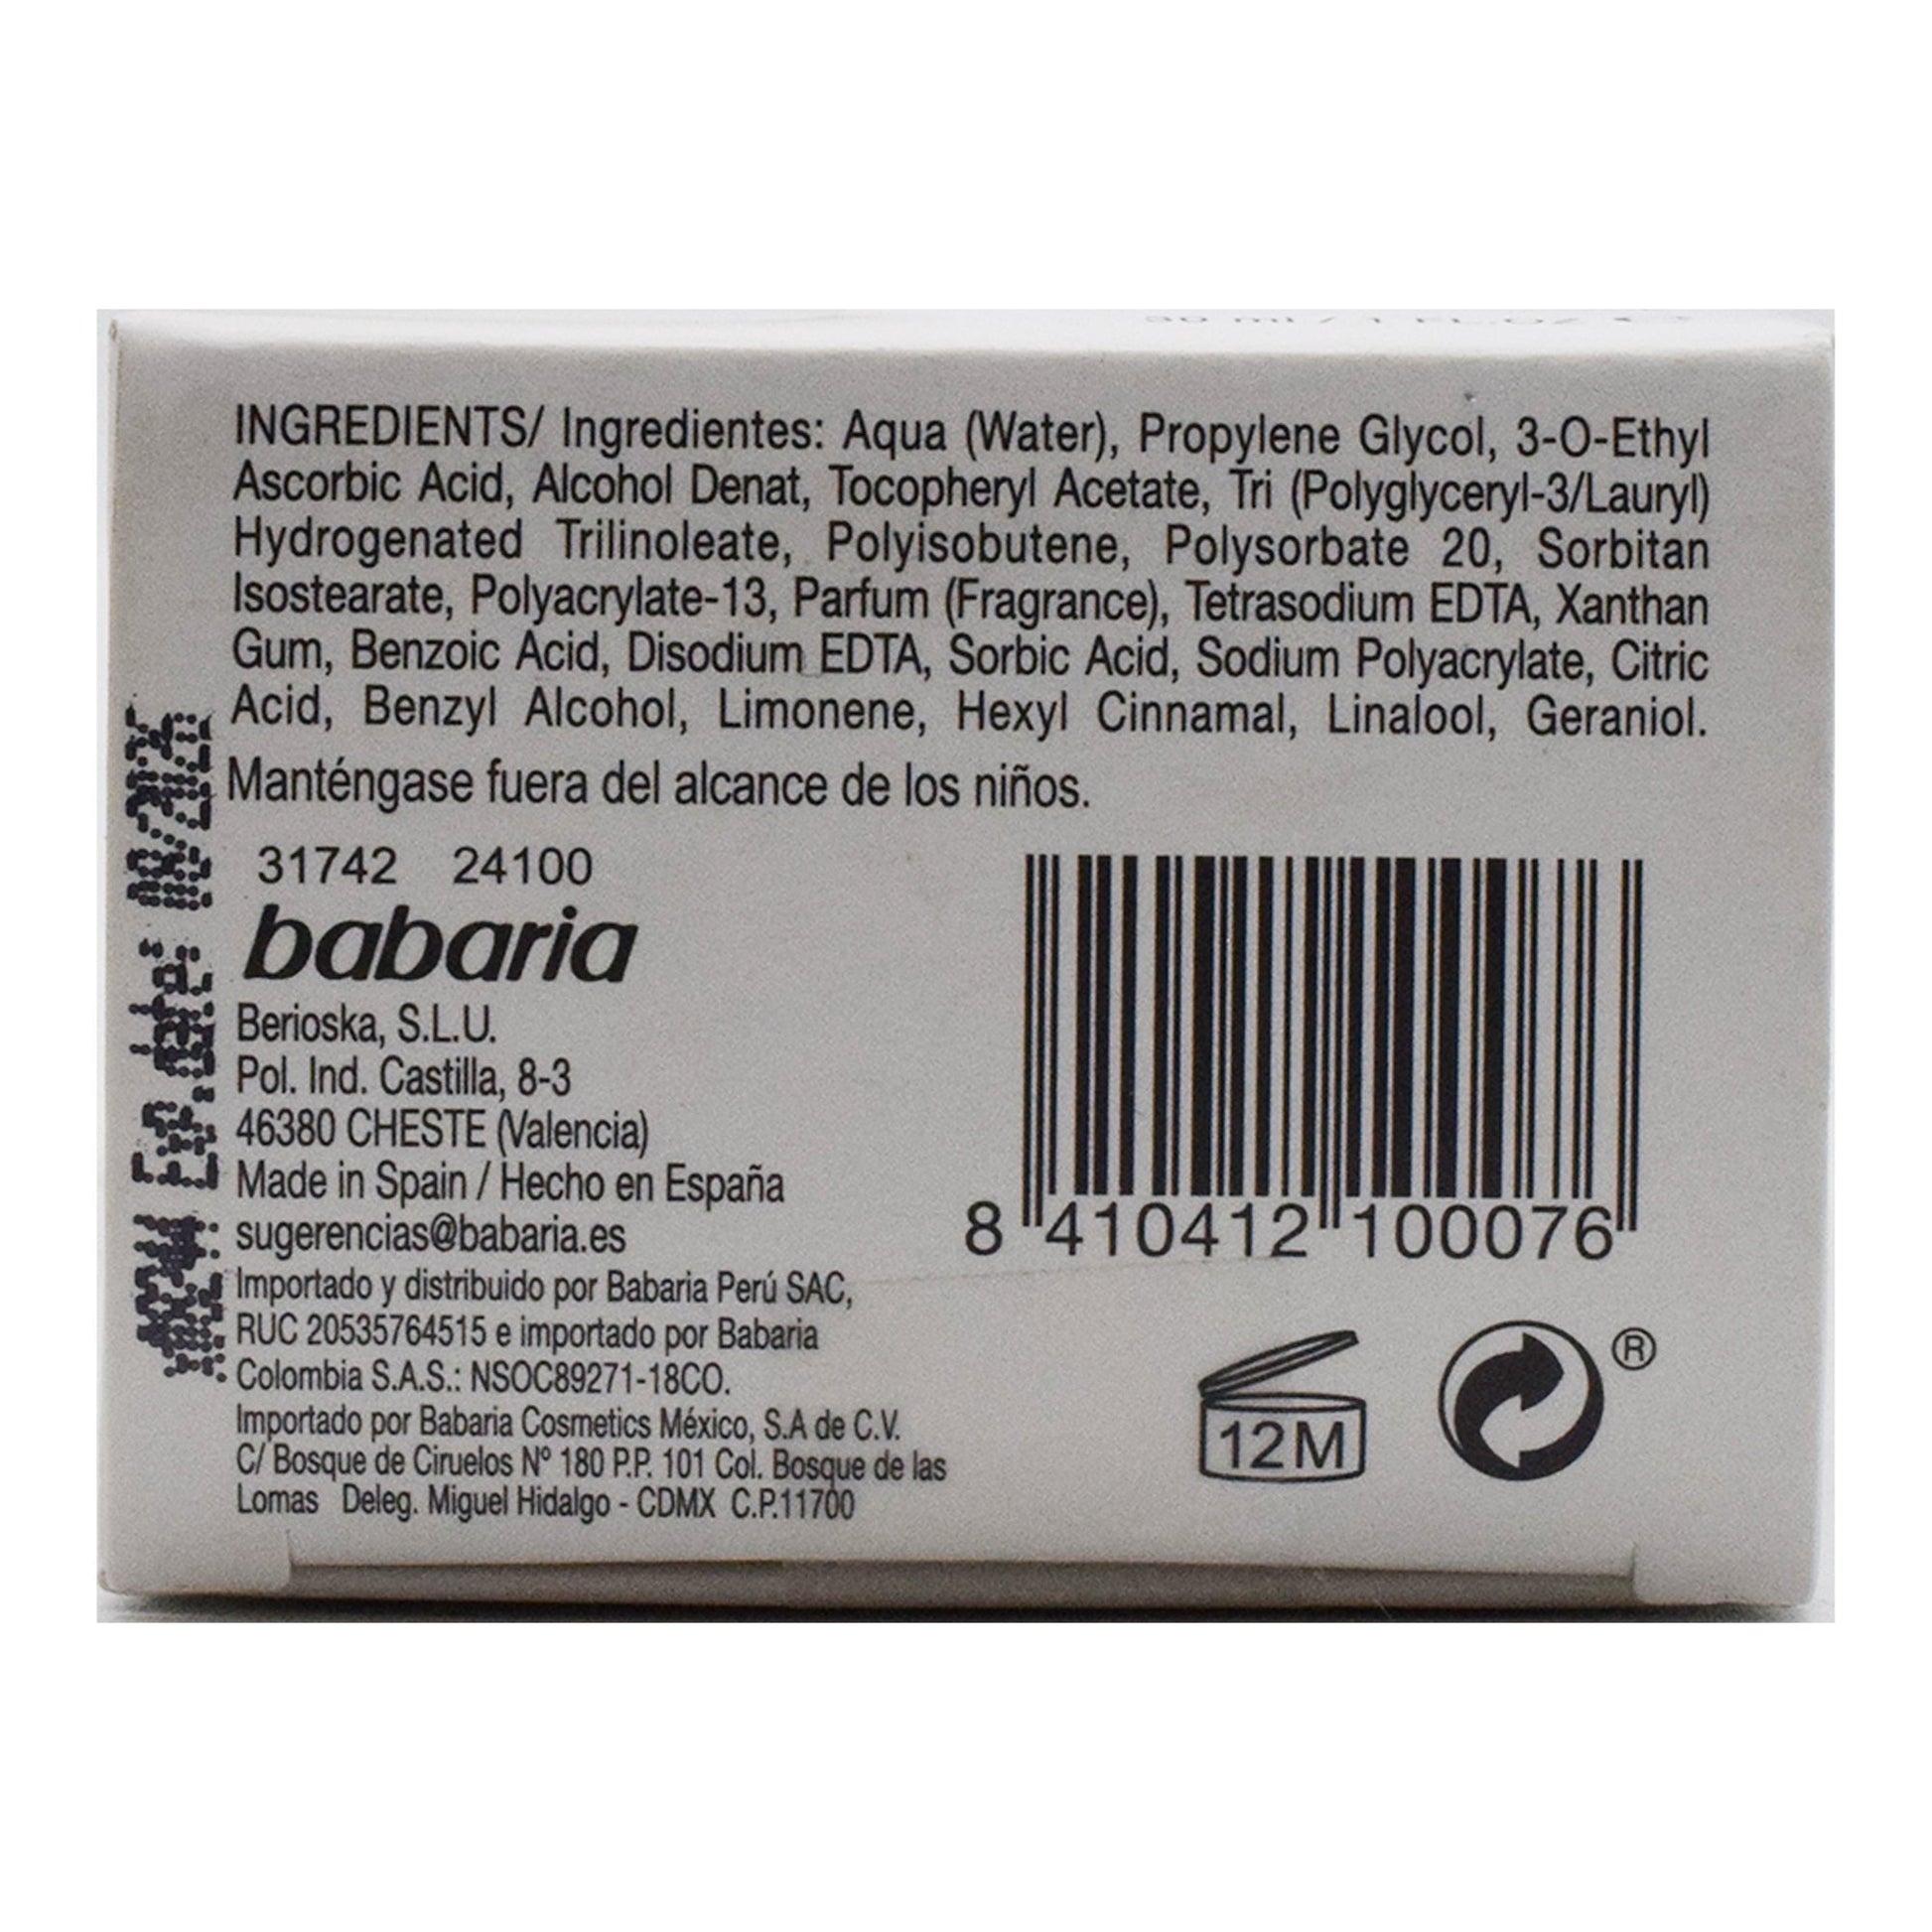 INGREDIENTS/ Ingredientes: Aqua (Water), Propylene Glycol, 3-O-Ethyl
Ascorbic Acid, Alcohol Denat, Tocopheryl Acetate, Tri (Polyglyceryl-3/Lauryl)
Hydrogenated Trilinoleate, Polyisobutene, Polysorbate 20, Sorbitan
Isostearate, Polyacrylate-13, Parfum (Fragrance), Tetrasodium EDTA, Xanthan
Gum, Benzoic Acid, Disodium EDTA, Sorbic Acid, Sodium Polyacrylate, Citric
Acid, Benzyl Alcohol, Limonene, Hexyl Cinnamal, Linalool, Geraniol.
Manténgase fuera del alcance de los niños.
31742 24100
babaria
Berioska, S.L.U.
Pol. Ind. Castilla, 8-3
46380 CHESTE (Valencia)
Made in Spain / Hecho en España
sugerencias@babaria.es
Importado y distribuido por Babaria Perú SAC,
RUC 20535764515 e importado por Babaria
Colombia S.A.S.: NSOC89271-18CO.
Importado por Babaria Cosmetics México, S.A de C.V.
C/ Bosque de Ciruelos Nº 180 P.P. 101 Col. Bosque de las
Lomas Deleg. Miguel Hidalgo - CDMX C.P.11700
8 410412 100076
12M
®